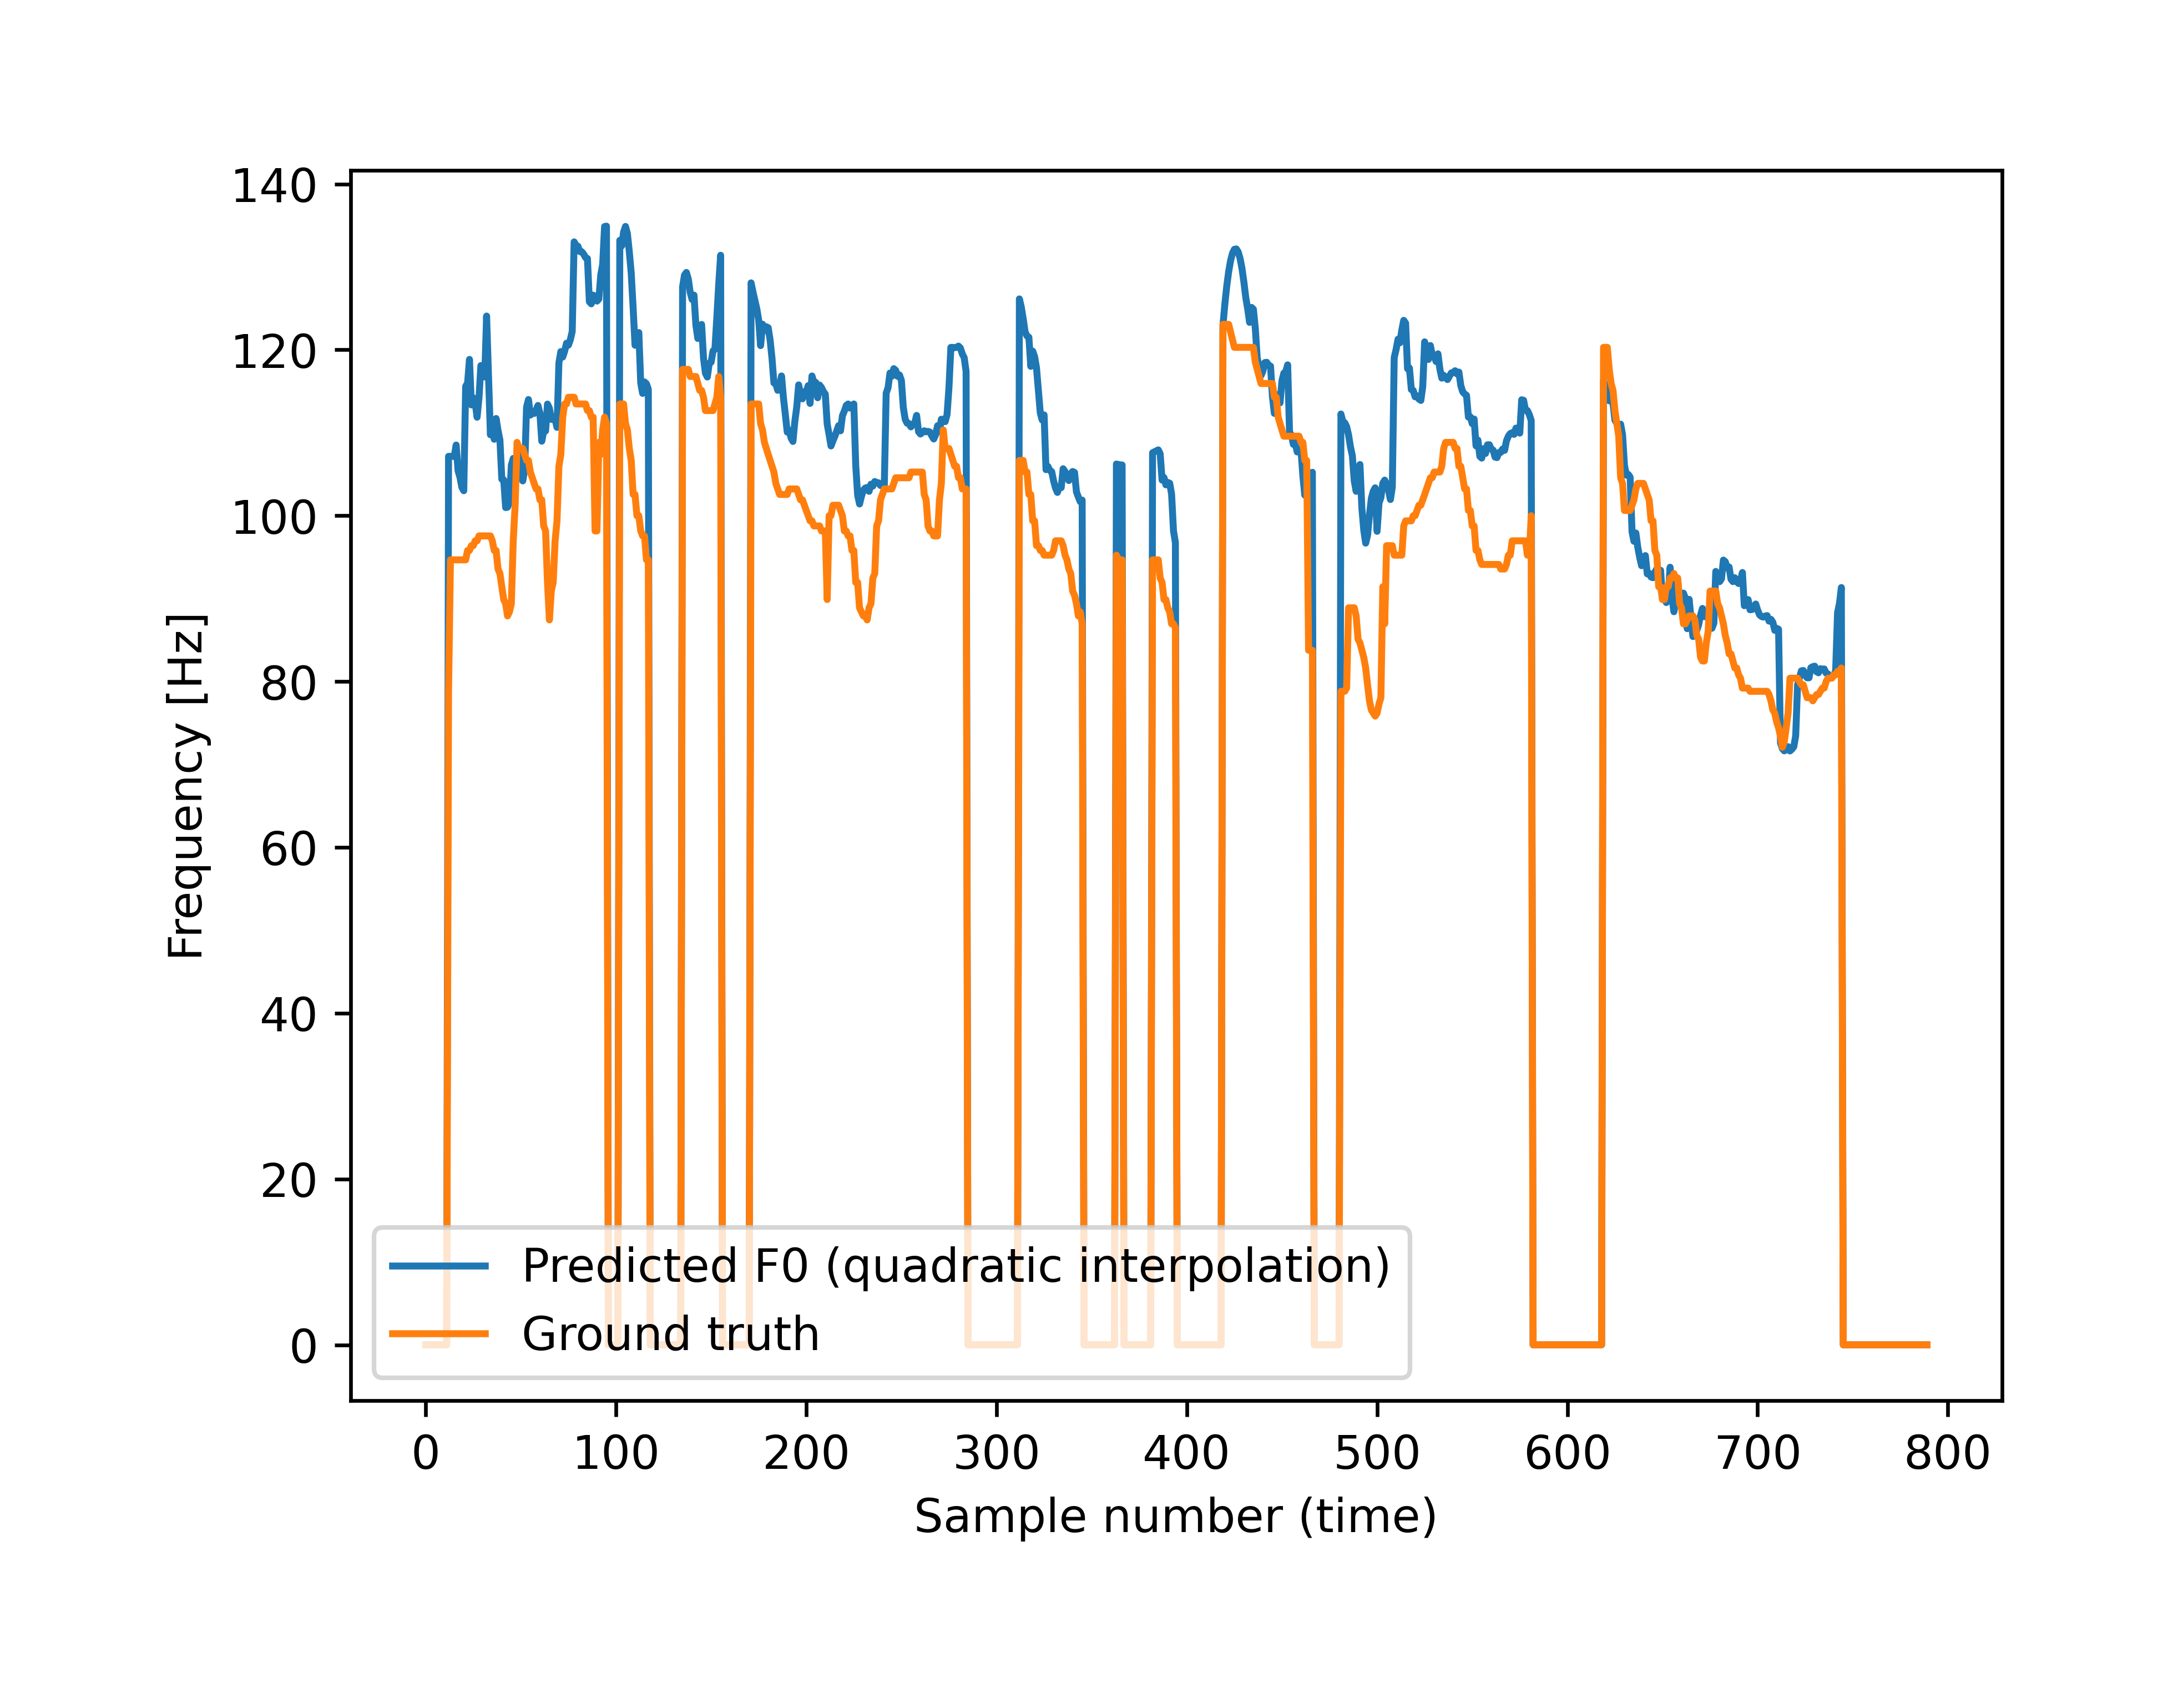 140
120
100
80
60
40
20
0
Frequency [Hz]
Predicted F0 (quadratic interpolation)
Ground truth
0 100 200 300 400 500 600 700 800
Sample number (time)